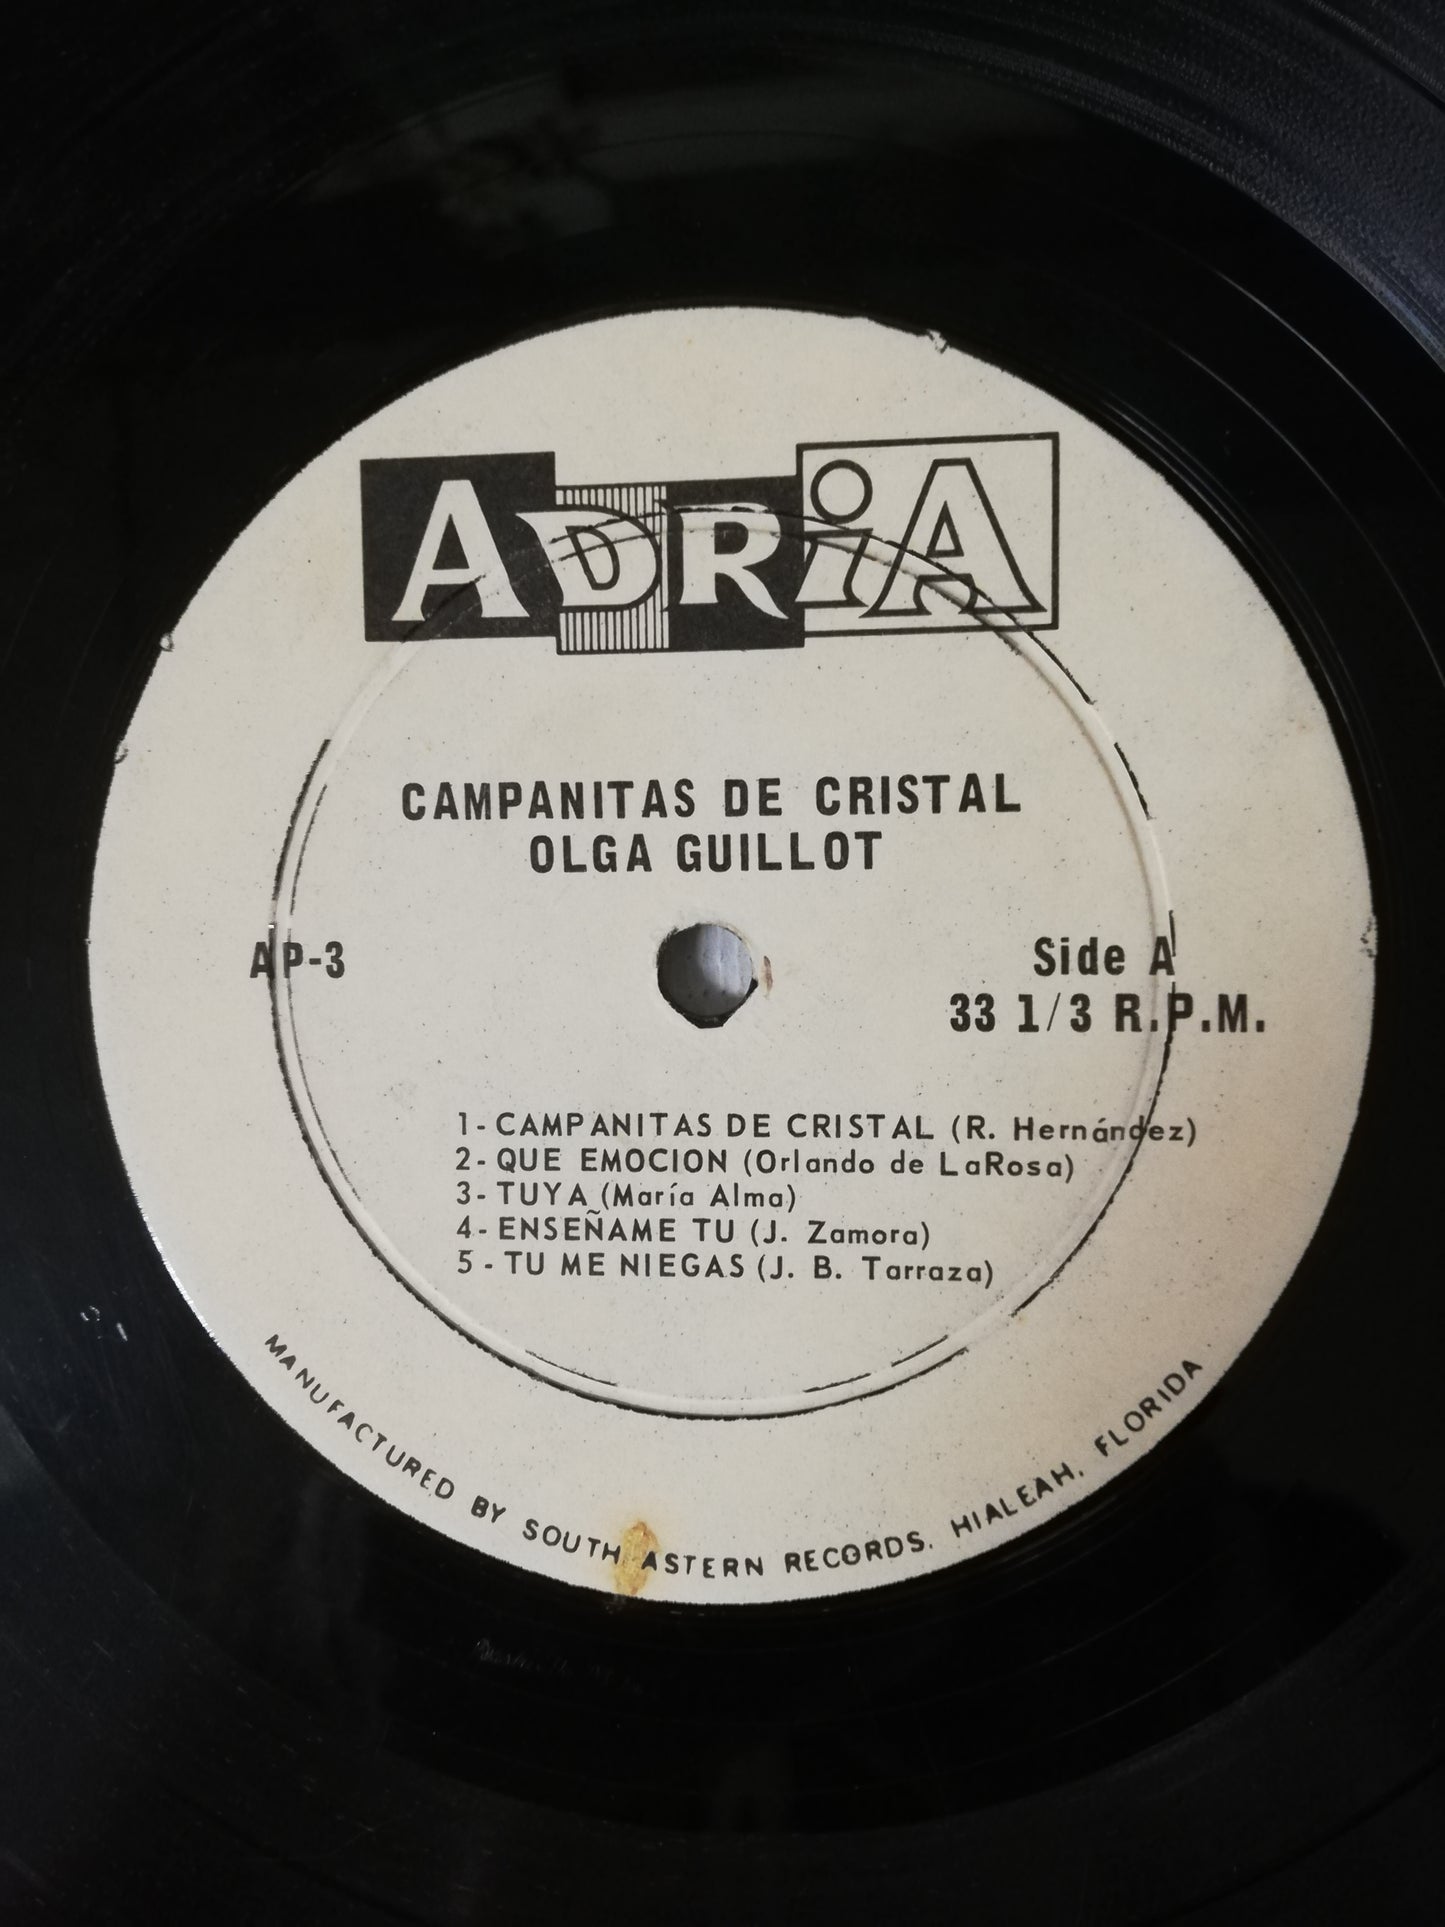 ADRiA
CAMPANITAS DE CRISTAL
OLGA GUILLOT
AP-3
Side A
33 1/3 R.P.M.
1- CAMPANITAS DE CRISTAL (R. Hernández)
2- QUE EMOCION (Orlando de LaRosa)
3- TUYA (María Alma)
4- ENSEÑAME TU (J. Zamora)
5- TU ME NIEGAS (J. B. Tarraza)
MANUFACTURED BY SOUTH ASTERN RECORDS, HIALEAH, FLORIDA